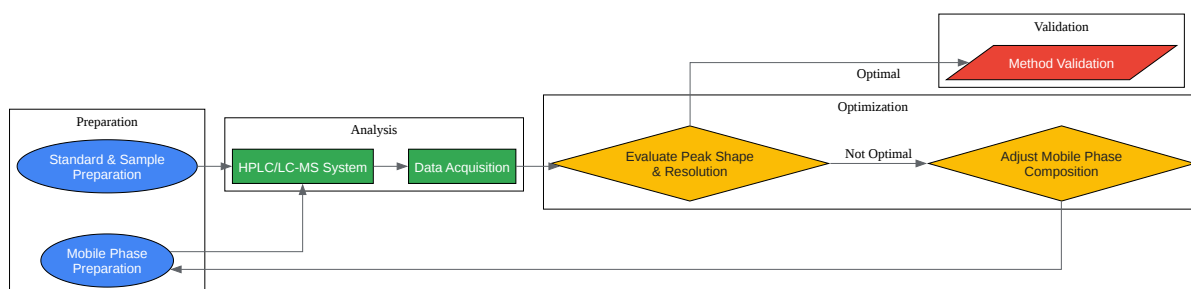 Validation
Method Validation
Optimal
Optimization
Preparation
Analysis
Standard & Sample
Preparation
HPLC/LC-MS System
Data Acquisition
Evaluate Peak Shape
& Resolution
Not Optimal
Adjust Mobile Phase
Composition
Mobile Phase
Preparation